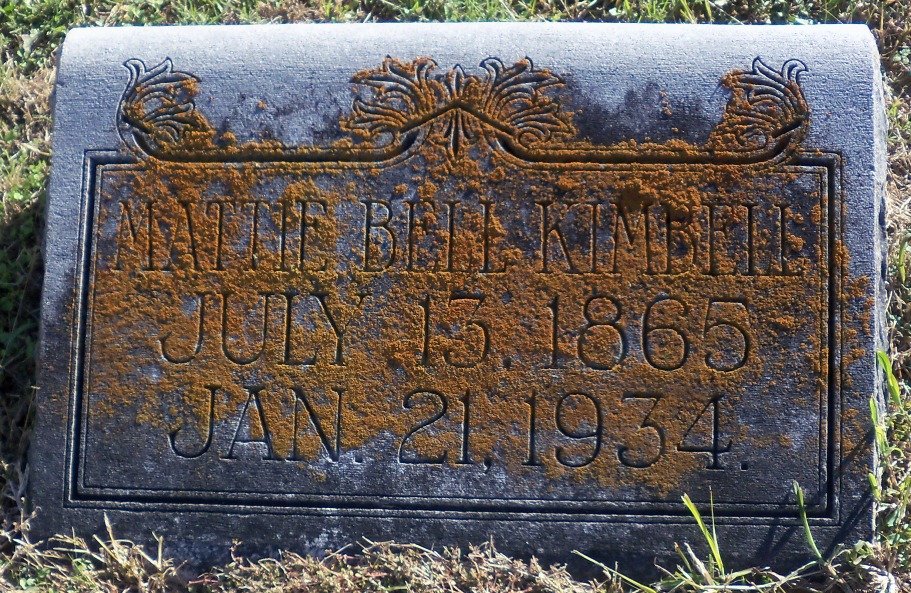 MATTIE BELL KIMBELL
JULY 13. 1865
JAN. 21, 1934.